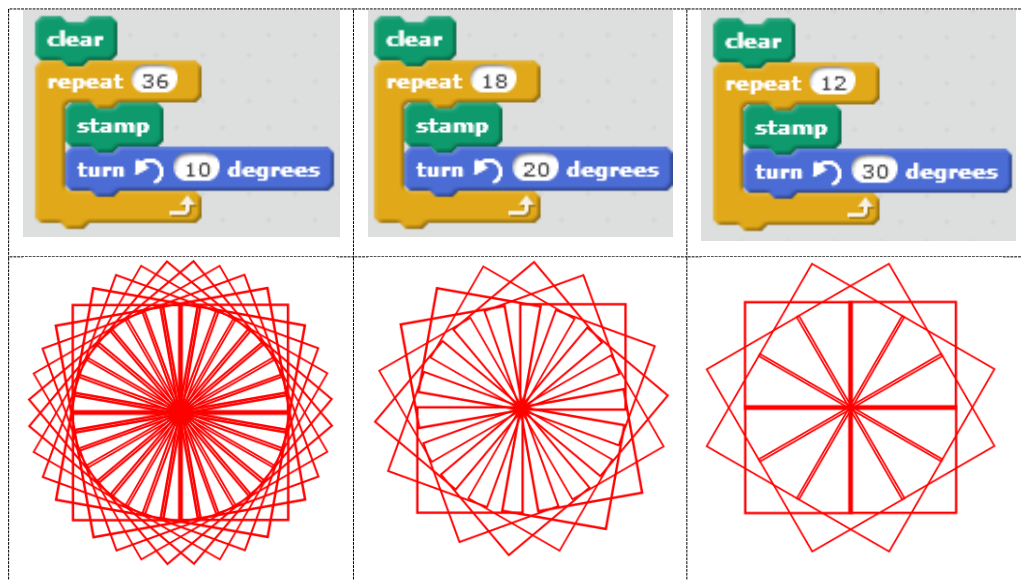 clear
repeat 36
stamp
turn 10 degrees
clear
repeat 18
stamp
turn 20 degrees
clear
repeat 12
stamp
turn 30 degrees